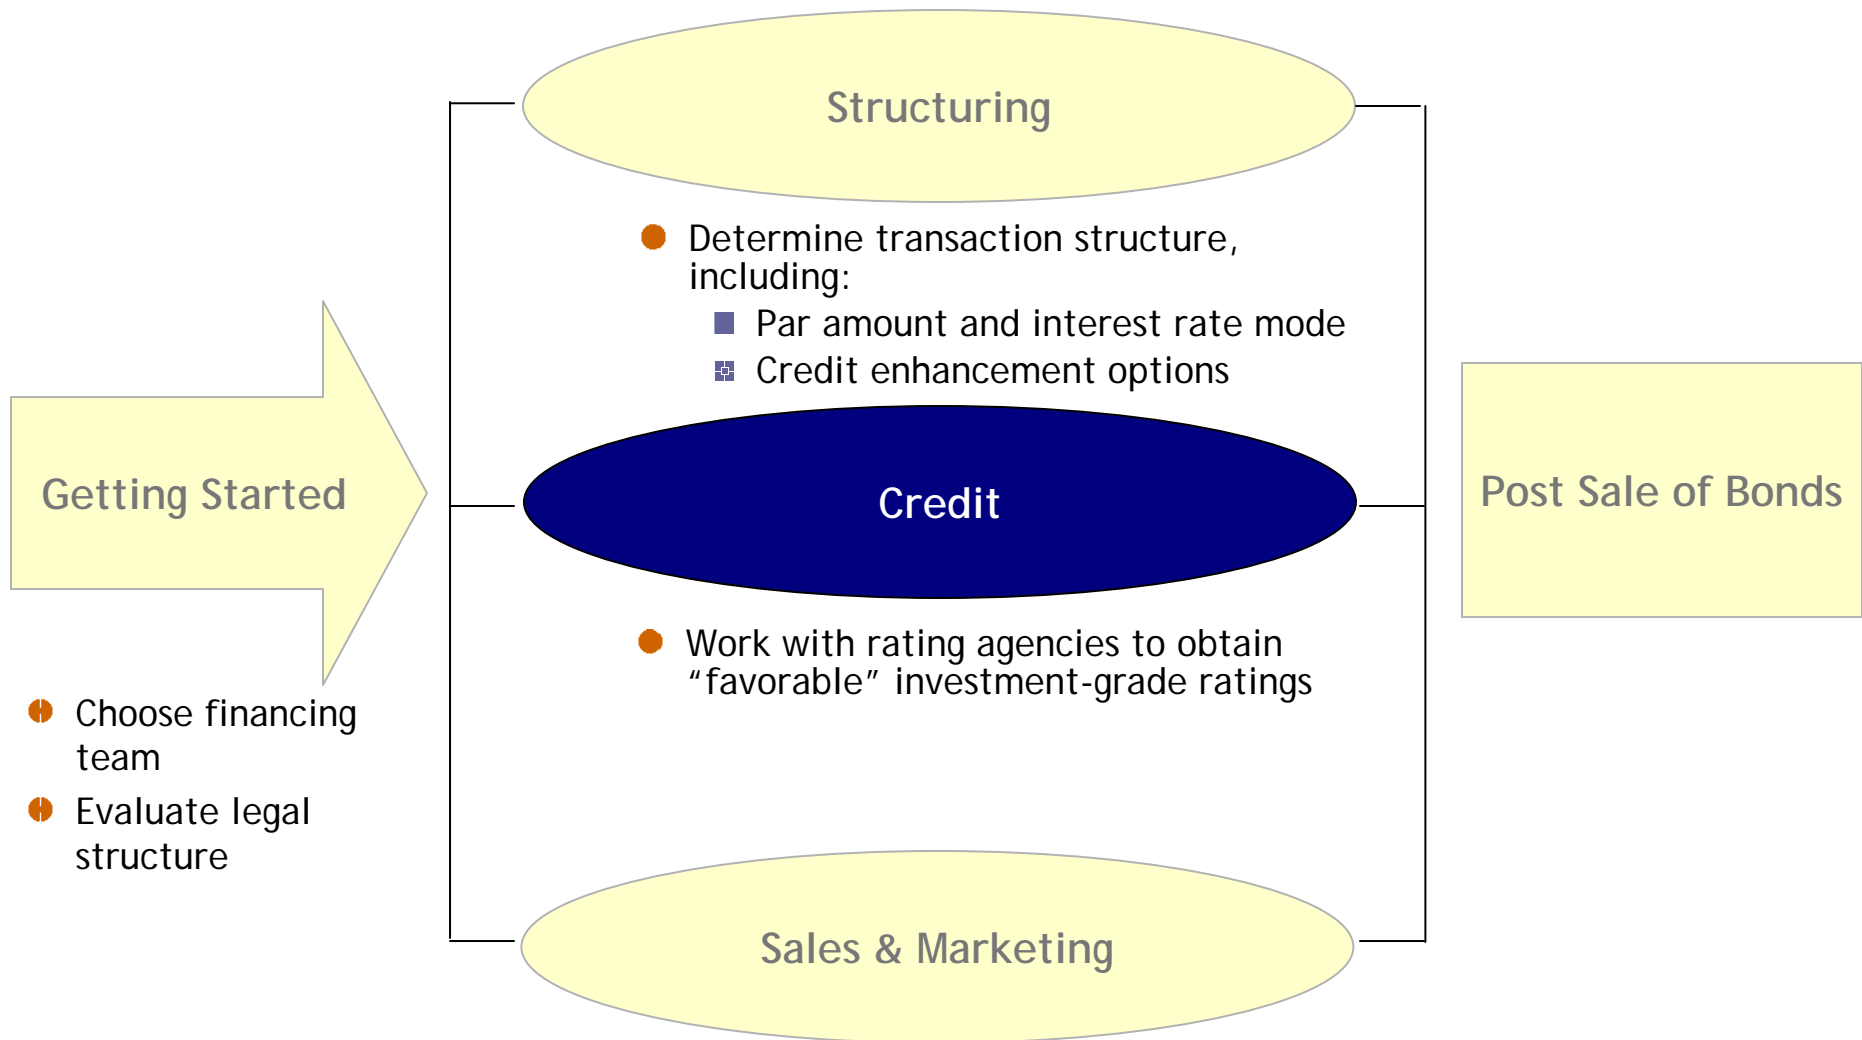 Structuring
Determine transaction structure,
including:
Par amount and interest rate mode
Credit enhancement options
Getting Started
Credit
Post Sale of Bonds
Work with rating agencies to obtain
“favorable” investment-grade ratings
Choose financing
team
Evaluate legal
structure
Sales & Marketing